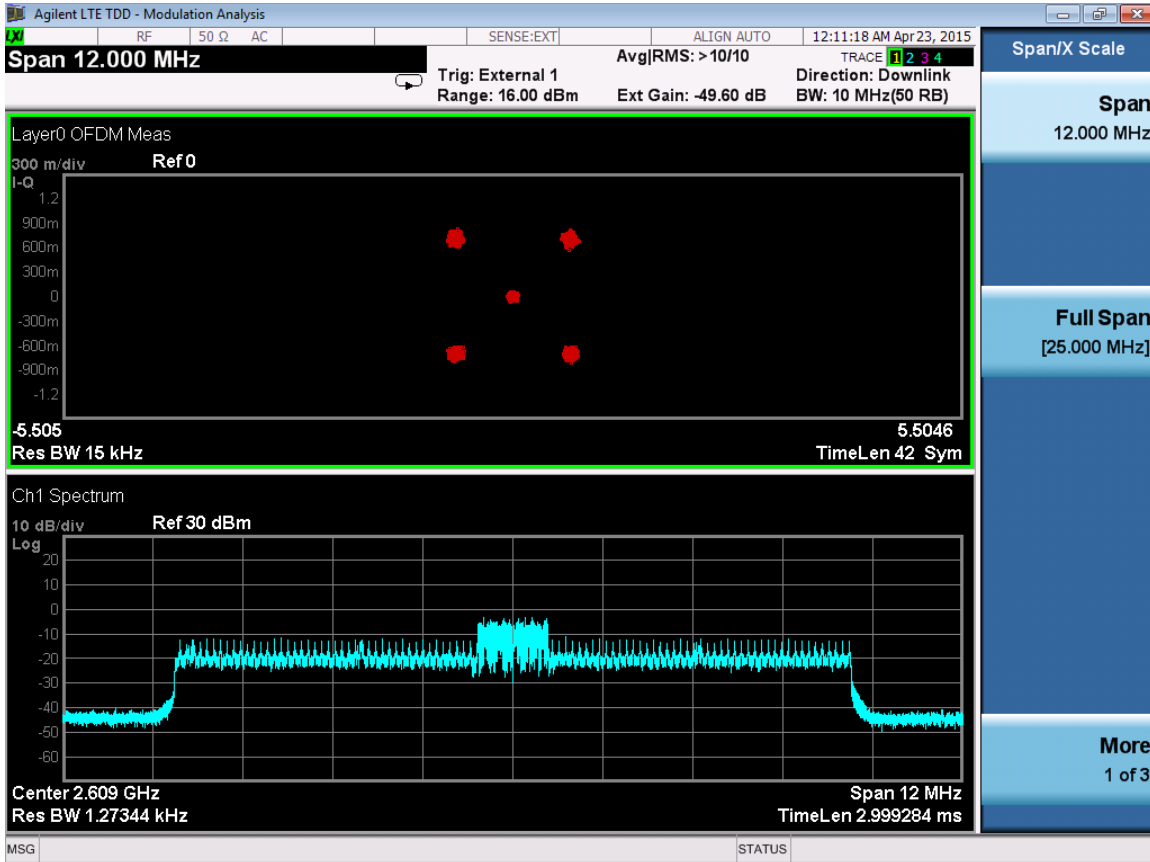 Agilent LTE TDD - Modulation Analysis
LXI RF 50 Ω AC SENSE:EXT ALIGN AUTO 12:11:18 AM Apr 23, 2015
Span 12.000 MHz
Trig: External 1
Range: 16.00 dBm
Avg|RMS: >10/10
Ext Gain: -49.60 dB
TRACE 1 2 3 4
Direction: Downlink
BW: 10 MHz(50 RB)
Layer0 OFDM Meas
300 m/div Ref 0
I-Q
1.2
900m
600m
300m
0
-300m
-600m
-900m
-1.2
-5.505 5.5046
Res BW 15 kHz TimeLen 42 Sym
Ch1 Spectrum
10 dB/div Ref 30 dBm
Log
20
10
0
-10
-20
-30
-40
-50
-60
Center 2.609 GHz Span 12 MHz
Res BW 1.27344 kHz TimeLen 2.999284 ms
MSG STATUS
Span/X Scale
Span
12.000 MHz
Full Span
[25.000 MHz]
More
1 of 3